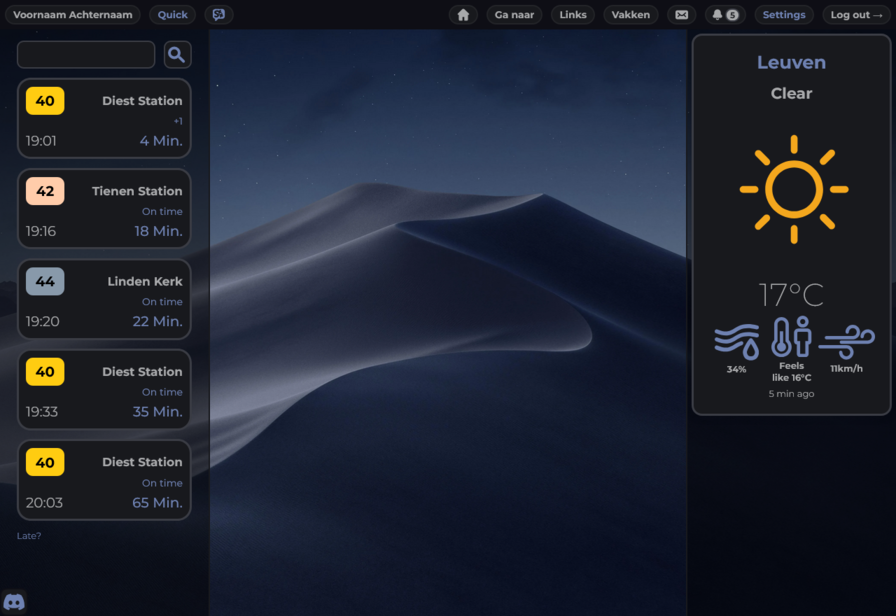 Voornaam Achternaam
Quick
Ga naar
Links
Vakken
5
Settings
Log out →
40
Diest Station
+1
19:01
4 Min.
42
Tienen Station
On time
19:16
18 Min.
44
Linden Kerk
On time
19:20
22 Min.
40
Diest Station
On time
19:33
35 Min.
40
Diest Station
On time
20:03
65 Min.
Late?
Leuven
Clear
17°C
34%
Feels
like 16°C
11km/h
5 min ago